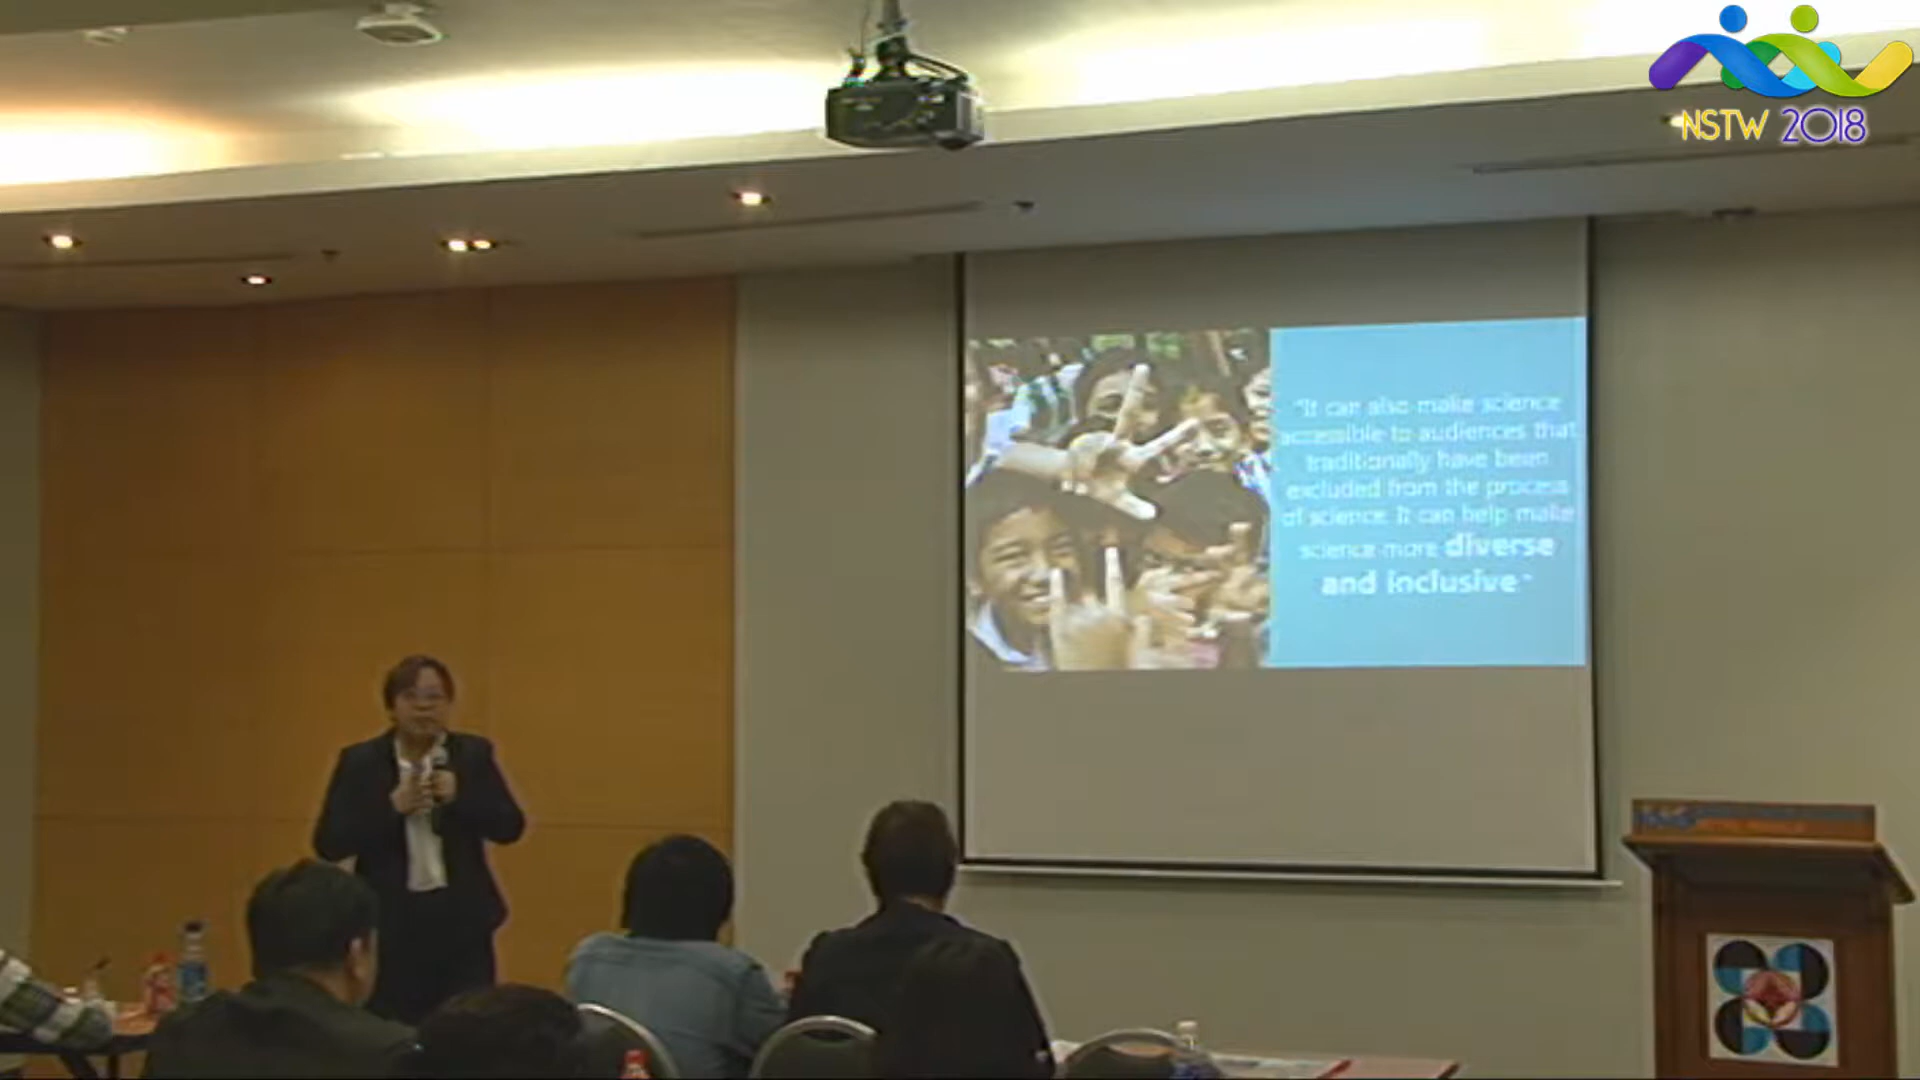 NSTW 2018
"It can also make science
accessible to audiences that
traditionally have been
excluded from the process
of science. It can help make
science more diverse
and inclusive"